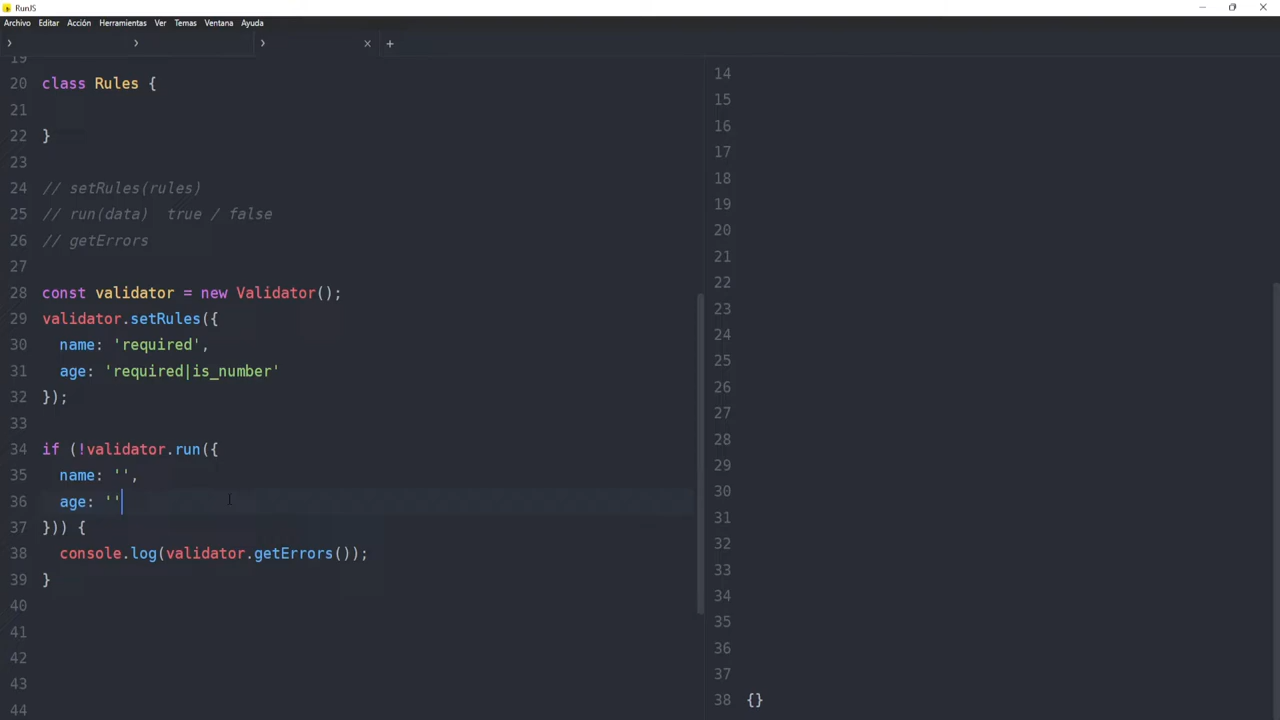 RunJS
Archivo Editar Acción Herramientas Ver Temas Ventana Ayuda
19
20 class Rules {
21
22 }
23
24 // setRules(rules)
25 // run(data)  true / false
26 // getErrors
27
28 const validator = new Validator();
29 validator.setRules({
30   name: 'required',
31   age: 'required|is_number'
32 });
33
34 if (!validator.run({
35   name: '',
36   age: ''
37 })) {
38   console.log(validator.getErrors());
39 }
40
41
42
43
44
14
15
16
17
18
19
20
21
22
23
24
25
26
27
28
29
30
31
32
33
34
35
36
37
38 {}